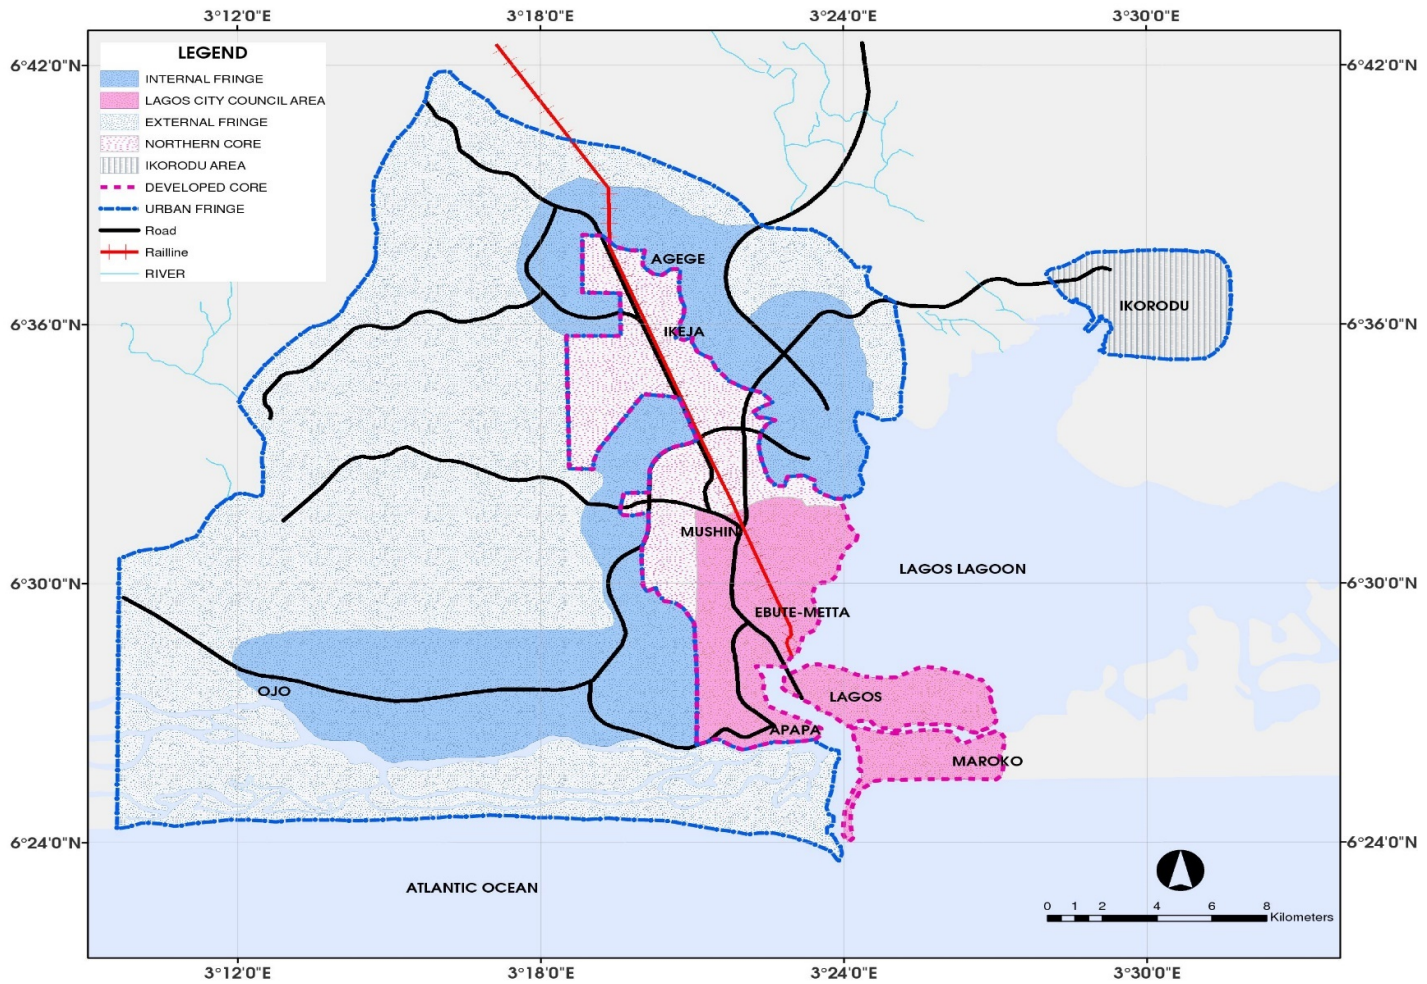 3°12'0"E
3°18'0"E
3°24'0"E
3°30'0"E
LEGEND
6°42'0"N
6°42'0"N
INTERNAL FRINGE
LAGOS CITY COUNCIL AREA
EXTERNAL FRINGE
NORTHERN CORE
IKORODU AREA
DEVELOPED CORE
URBAN FRINGE
Road
Railline
RIVER
AGEGE
IKORODU
6°36'0"N
6°36'0"N
IKEJA
MUSHIN
LAGOS LAGOON
6°30'0"N
6°30'0"N
EBUTE-METTA
OJO
LAGOS
APAPA
MAROKO
6°24'0"N
6°24'0"N
ATLANTIC OCEAN
0 1 2 4 6 8
Kilometers
3°12'0"E
3°18'0"E
3°24'0"E
3°30'0"E